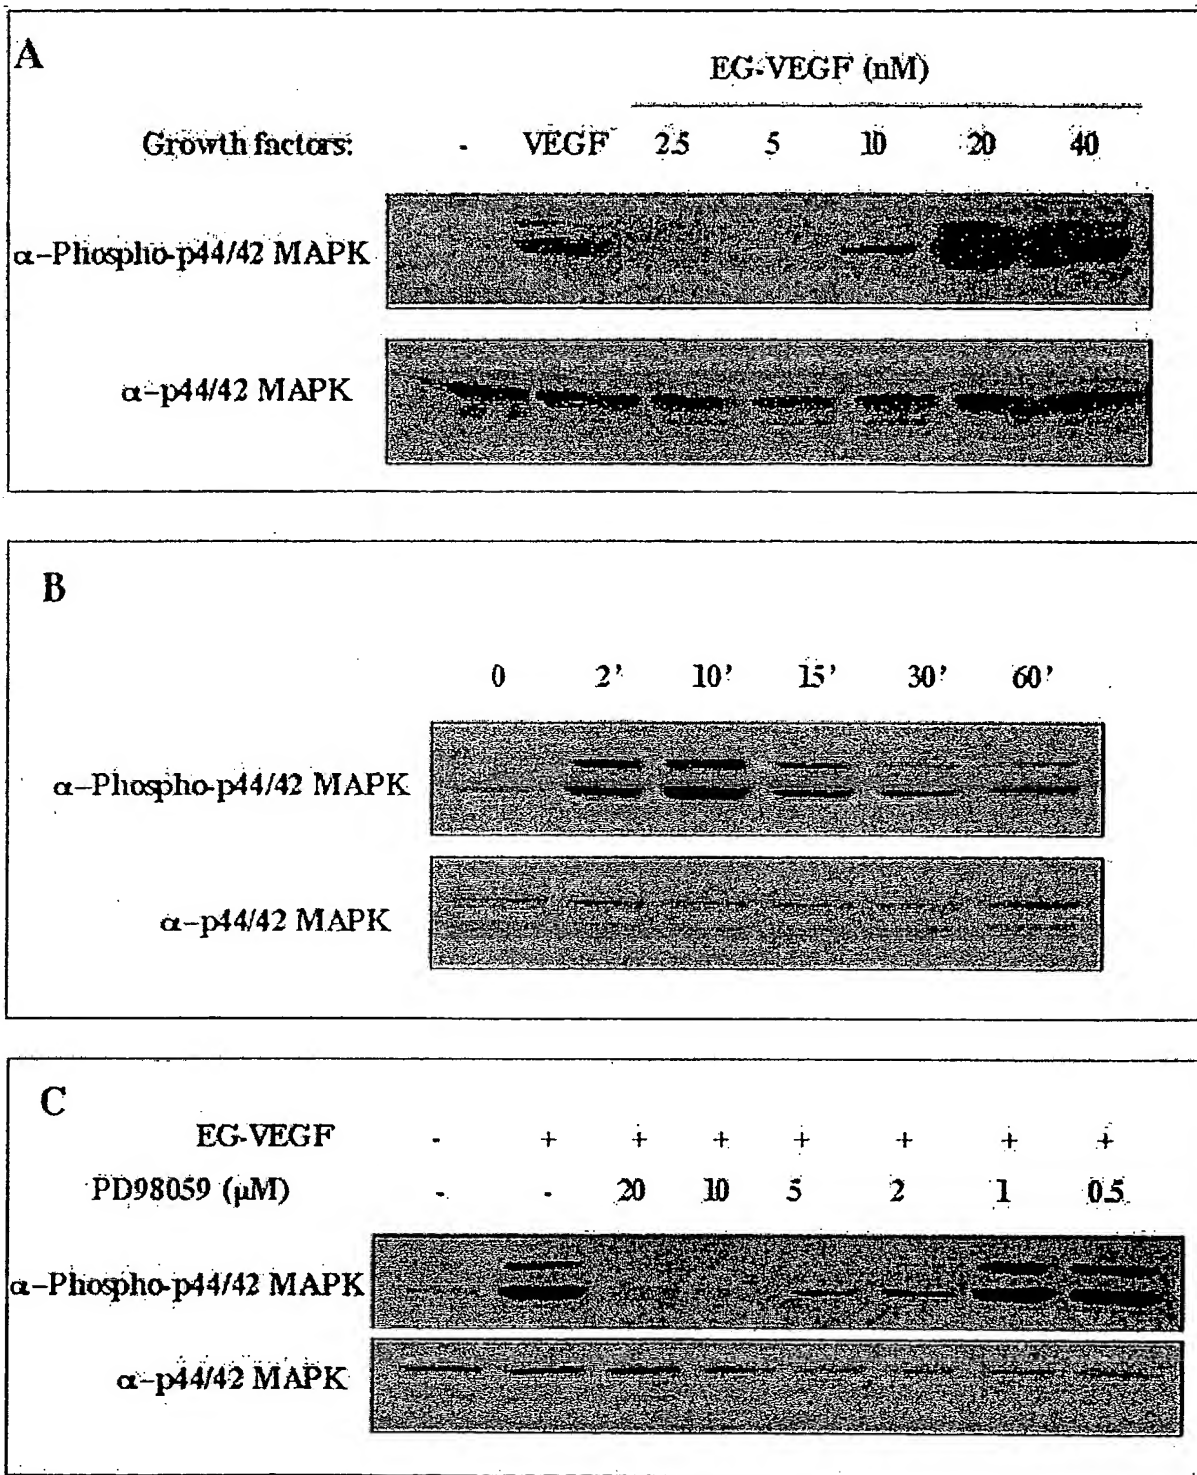 A
EG-VEGF (nM)
Growth factors: - VEGF 2.5 5 10 20 40
α-Phospho-p44/42 MAPK
α-p44/42 MAPK
B
0 2' 10' 15' 30' 60'
α-Phospho-p44/42 MAPK
α-p44/42 MAPK
C
EG-VEGF - + + + + + + +
PD98059 (μM) - - 20 10 5 2 1 0.5
α-Phospho-p44/42 MAPK
α-p44/42 MAPK